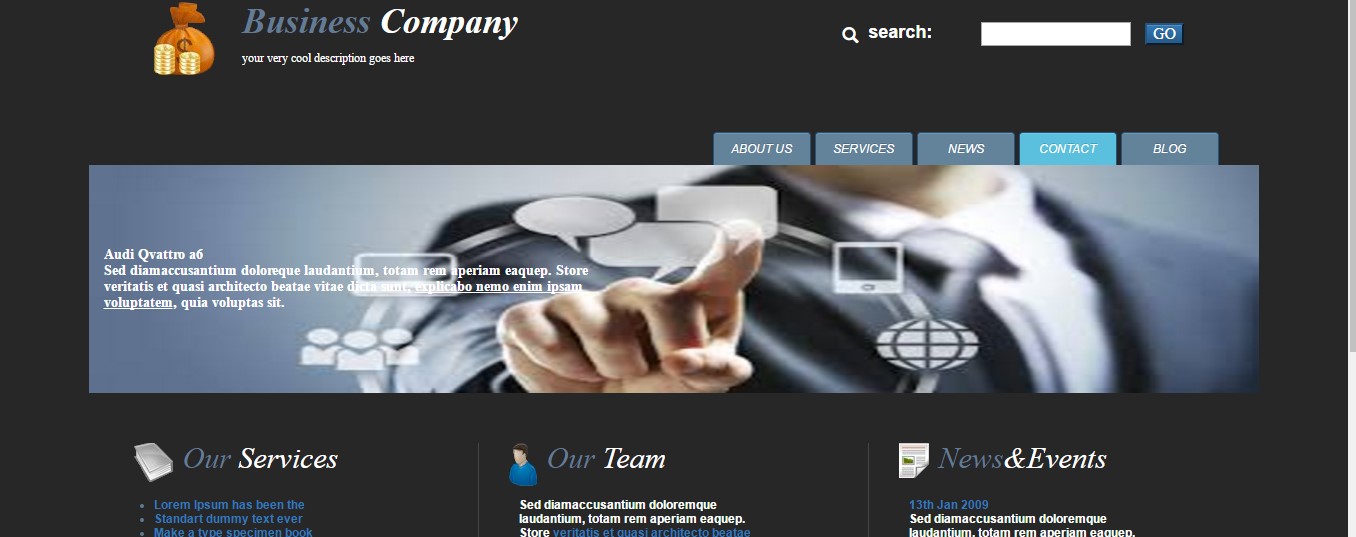 Business Company
your very cool description goes here
search:
GO
ABOUT US SERVICES NEWS CONTACT BLOG
Audi Qvattro a6
Sed diamaccusantium doloreque laudantium, totam rem aperiam eaquep. Store
veritatis et quasi architecto beatae vitae dicta sunt, explicabo nemo enim ipsam
voluptatem, quia voluptas sit.
Our Services
Lorem Ipsum has been the
Standart dummy text ever
Make a type specimen book
Our Team
Sed diamaccusantium doloremque
laudantium, totam rem aperiam eaquep.
Store veritatis et quasi architecto beatae
News&Events
13th Jan 2009
Sed diamaccusantium doloremque
laudantium, totam rem aperiam eaquep.